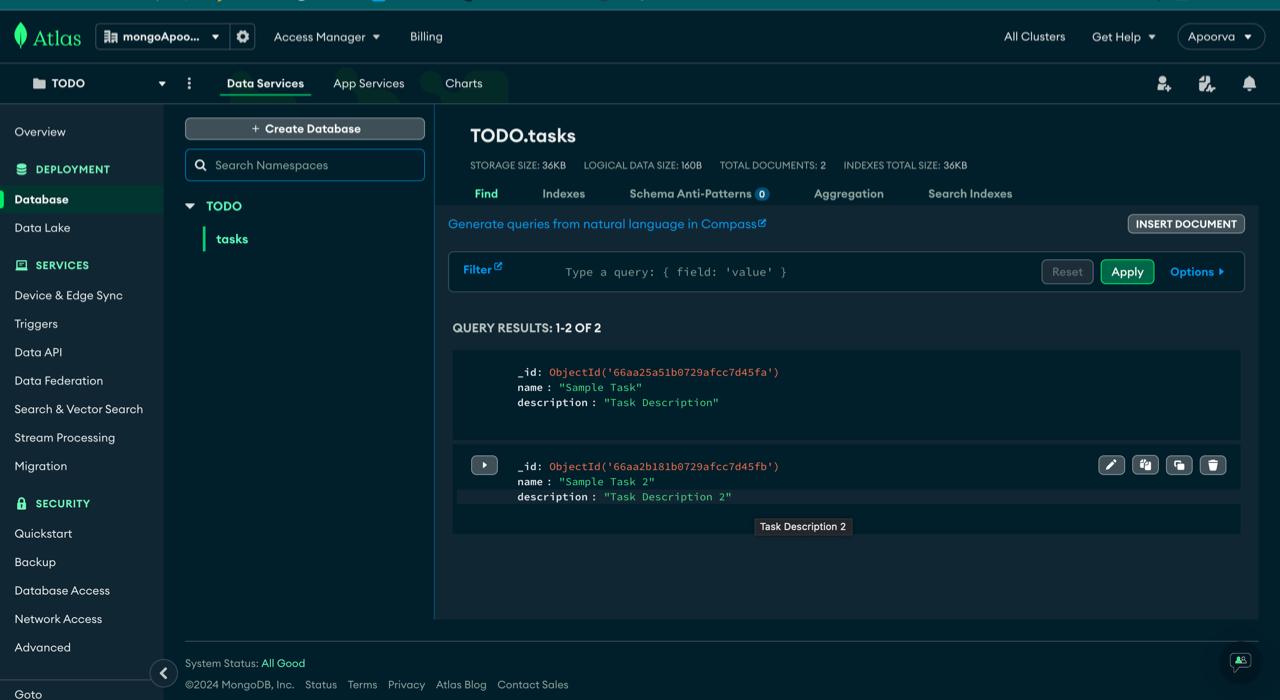 Atlas mongoApoo... Access Manager Billing All Clusters Get Help Apoorva
TODO Data Services App Services Charts
Overview
DEPLOYMENT
Database
Data Lake
SERVICES
Device & Edge Sync
Triggers
Data API
Data Federation
Search & Vector Search
Stream Processing
Migration
SECURITY
Quickstart
Backup
Database Access
Network Access
Advanced
Goto
+ Create Database
Search Namespaces
TODO
tasks
TODO.tasks
STORAGE SIZE: 36KB LOGICAL DATA SIZE: 160B TOTAL DOCUMENTS: 2 INDEXES TOTAL SIZE: 36KB
Find Indexes Schema Anti-Patterns 0 Aggregation Search Indexes
Generate queries from natural language in Compass INSERT DOCUMENT
Filter Type a query: { field: 'value' } Reset Apply Options
QUERY RESULTS: 1-2 OF 2
_id: ObjectId('66aa25a51b0729afcc7d45fa')
name : "Sample Task"
description : "Task Description"
_id: ObjectId('66aa2b181b0729afcc7d45fb')
name : "Sample Task 2"
description : "Task Description 2"
Task Description 2
System Status: All Good
©2024 MongoDB, Inc. Status Terms Privacy Atlas Blog Contact Sales